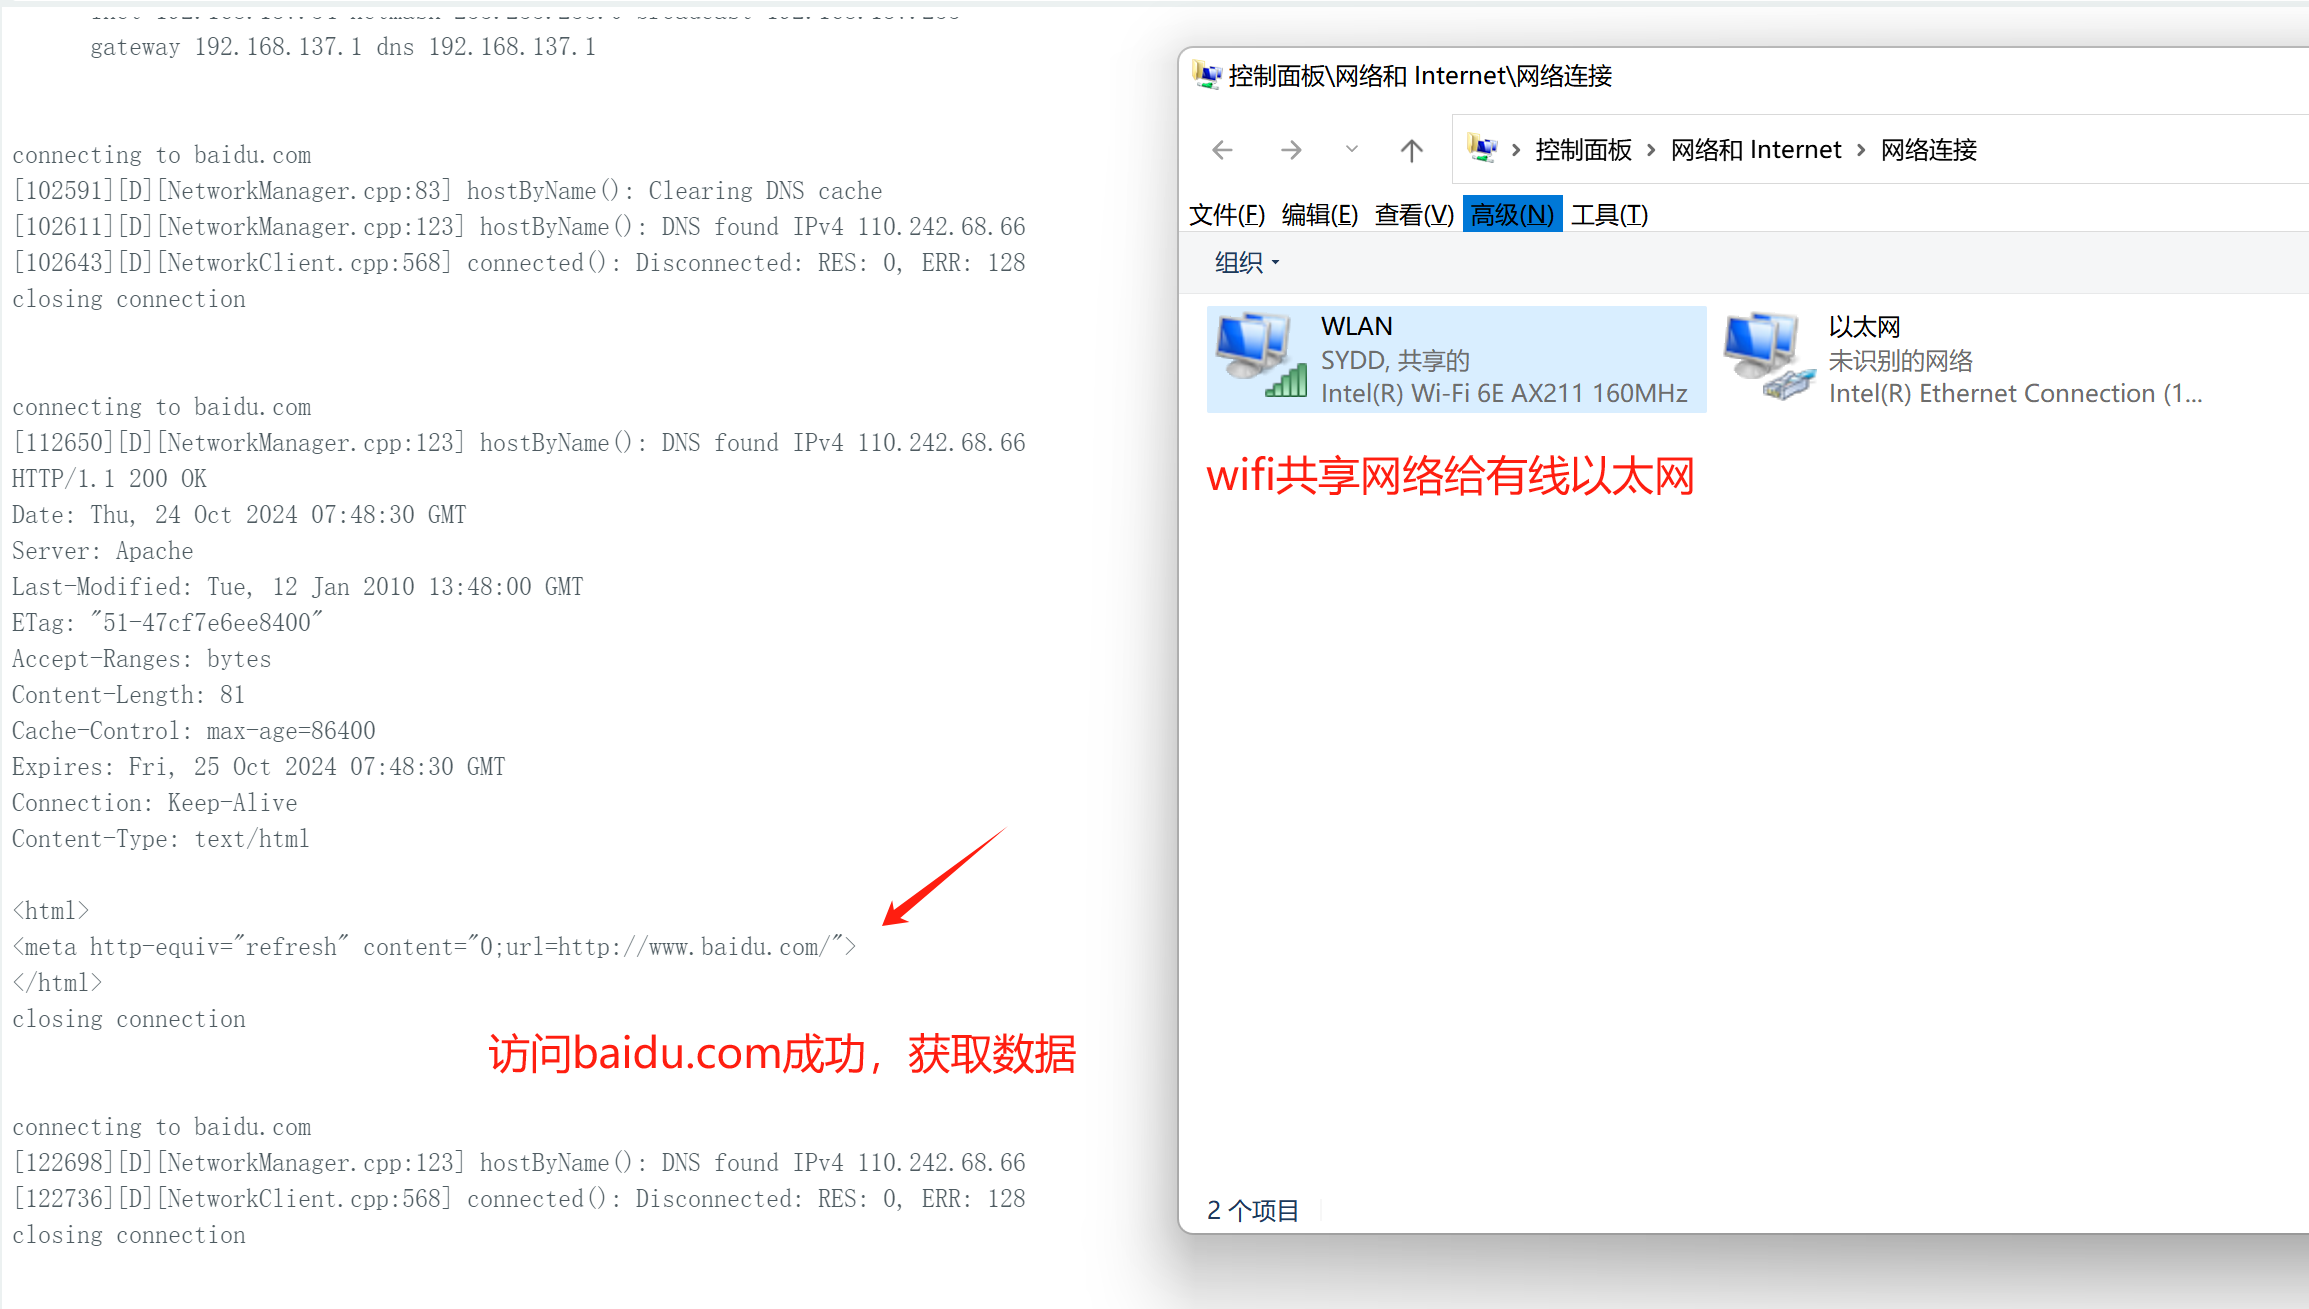 gateway 192.168.137.1 dns 192.168.137.1
connecting to baidu.com
[102591][D][NetworkManager.cpp:83] hostByName(): Clearing DNS cache
[102611][D][NetworkManager.cpp:123] hostByName(): DNS found IPv4 110.242.68.66
[102643][D][NetworkClient.cpp:568] connected(): Disconnected: RES: 0, ERR: 128
closing connection
connecting to baidu.com
[112650][D][NetworkManager.cpp:123] hostByName(): DNS found IPv4 110.242.68.66
HTTP/1.1 200 OK
Date: Thu, 24 Oct 2024 07:48:30 GMT
Server: Apache
Last-Modified: Tue, 12 Jan 2010 13:48:00 GMT
ETag: "51-47cf7e6ee8400"
Accept-Ranges: bytes
Content-Length: 81
Cache-Control: max-age=86400
Expires: Fri, 25 Oct 2024 07:48:30 GMT
Connection: Keep-Alive
Content-Type: text/html
<html>
<meta http-equiv="refresh" content="0;url=http://www.baidu.com/">
</html>
closing connection
访问baidu.com成功，获取数据
connecting to baidu.com
[122698][D][NetworkManager.cpp:123] hostByName(): DNS found IPv4 110.242.68.66
[122736][D][NetworkClient.cpp:568] connected(): Disconnected: RES: 0, ERR: 128
closing connection
控制面板\网络和 Internet\网络连接
控制面板 › 网络和 Internet › 网络连接
文件(F) 编辑(E) 查看(V) 高级(N) 工具(T)
组织
WLAN
SYDD, 共享的
Intel(R) Wi-Fi 6E AX211 160MHz
以太网
未识别的网络
Intel(R) Ethernet Connection (1...
wifi共享网络给有线以太网
2 个项目